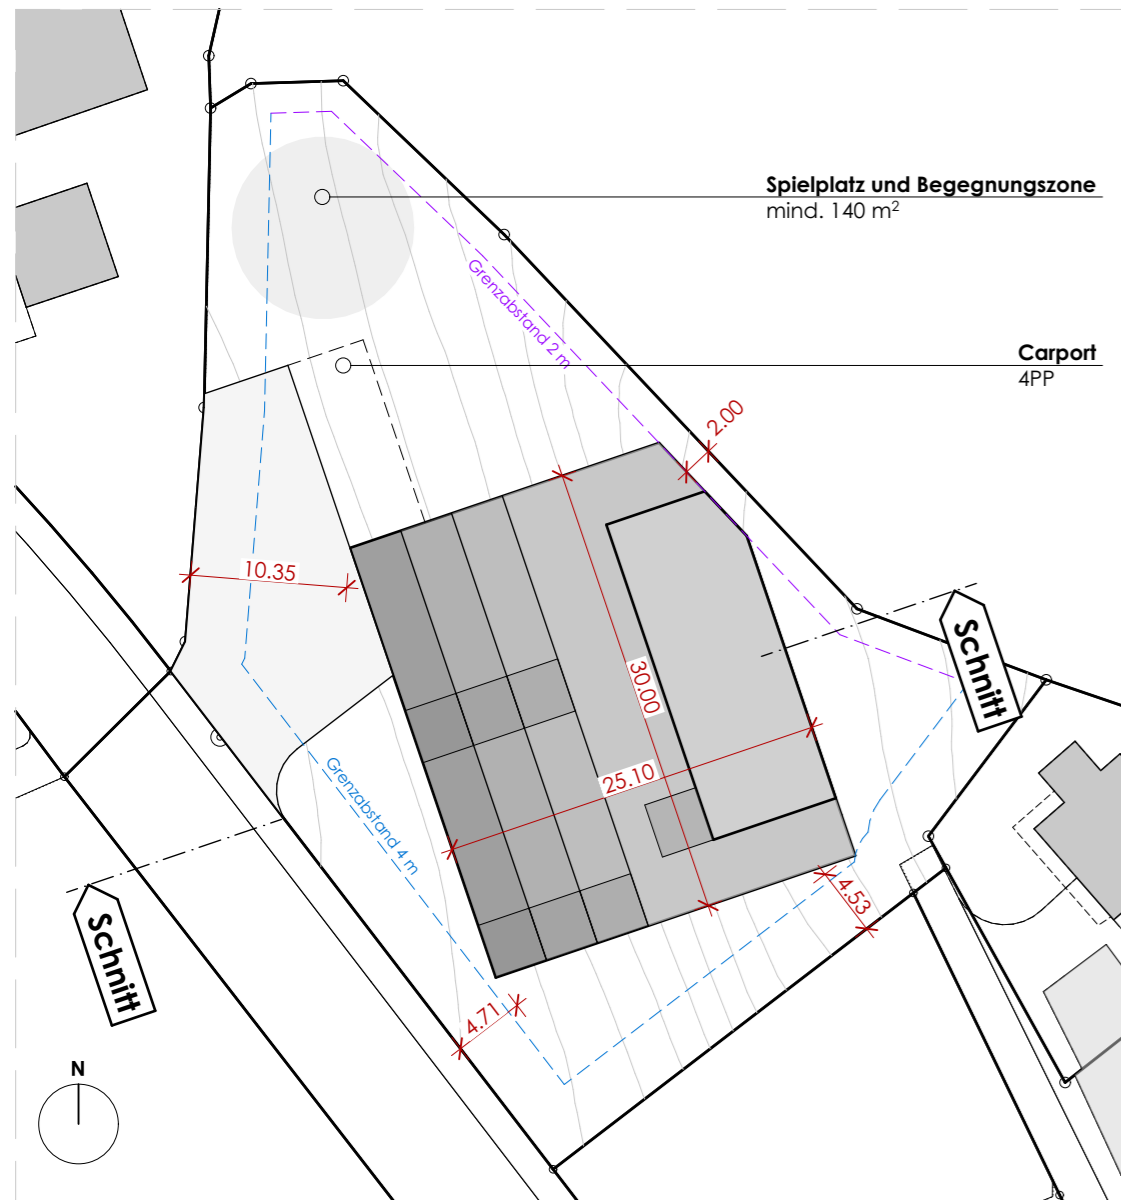 Spielplatz und Begegnungszone
mind. 140 m²
Grenzabstand 2 m
Carport
4PP
2.00
10.35
Schnitt
30.00
25.10
Grenzabstand 4 m
4.53
Schnitt
4.71
N